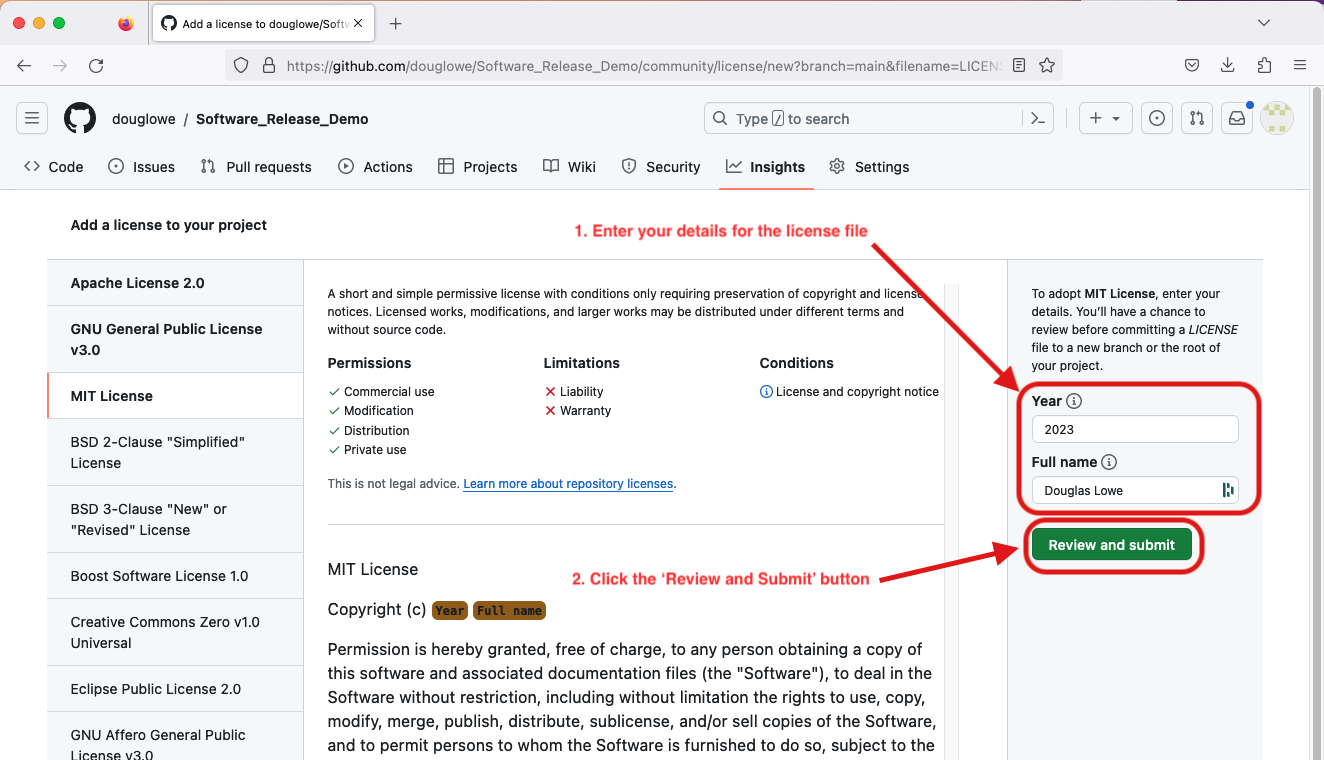 Add a license to douglowe/Softw
https://github.com/douglowe/Software_Release_Demo/community/license/new?branch=main&filename=LICENS
douglowe / Software_Release_Demo
Type / to search
Code Issues Pull requests Actions Projects Wiki Security Insights Settings
Add a license to your project
1. Enter your details for the license file
Apache License 2.0
GNU General Public License
v3.0
MIT License
BSD 2-Clause "Simplified"
License
BSD 3-Clause "New" or
"Revised" License
Boost Software License 1.0
Creative Commons Zero v1.0
Universal
Eclipse Public License 2.0
GNU Affero General Public
License v3.0
A short and simple permissive license with conditions only requiring preservation of copyright and license
notices. Licensed works, modifications, and larger works may be distributed under different terms and
without source code.
Permissions
Commercial use
Modification
Distribution
Private use
Limitations
Liability
Warranty
Conditions
License and copyright notice
This is not legal advice. Learn more about repository licenses.
MIT License
2. Click the ‘Review and Submit’ button
Copyright (c) Year Full name
Permission is hereby granted, free of charge, to any person obtaining a copy of
this software and associated documentation files (the "Software"), to deal in the
Software without restriction, including without limitation the rights to use, copy,
modify, merge, publish, distribute, sublicense, and/or sell copies of the Software,
and to permit persons to whom the Software is furnished to do so, subject to the
To adopt MIT License, enter your
details. You’ll have a chance to
review before committing a LICENSE
file to a new branch or the root of
your project.
Year
2023
Full name
Douglas Lowe
Review and submit